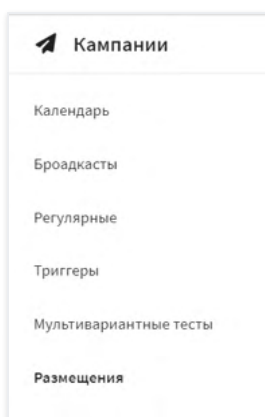 Кампании
Календарь
Броадкасты
Регулярные
Триггеры
Мультивариантные тесты
Размещения